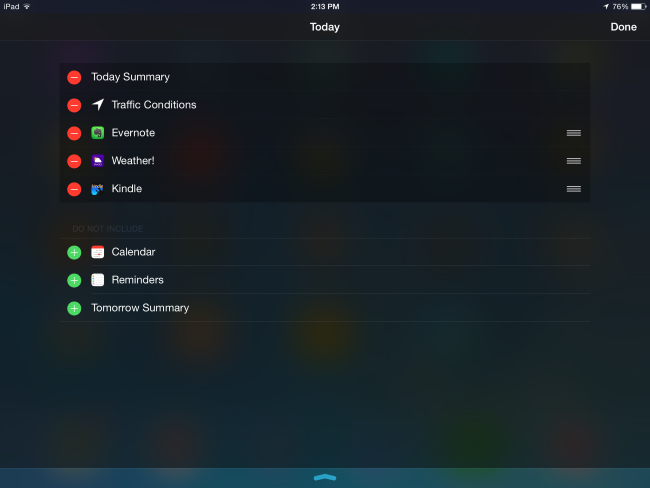 iPad 2:13 PM 76%
Today Done
Today Summary
Traffic Conditions
Evernote
Weather!
Kindle
DO NOT INCLUDE
Calendar
Reminders
Tomorrow Summary